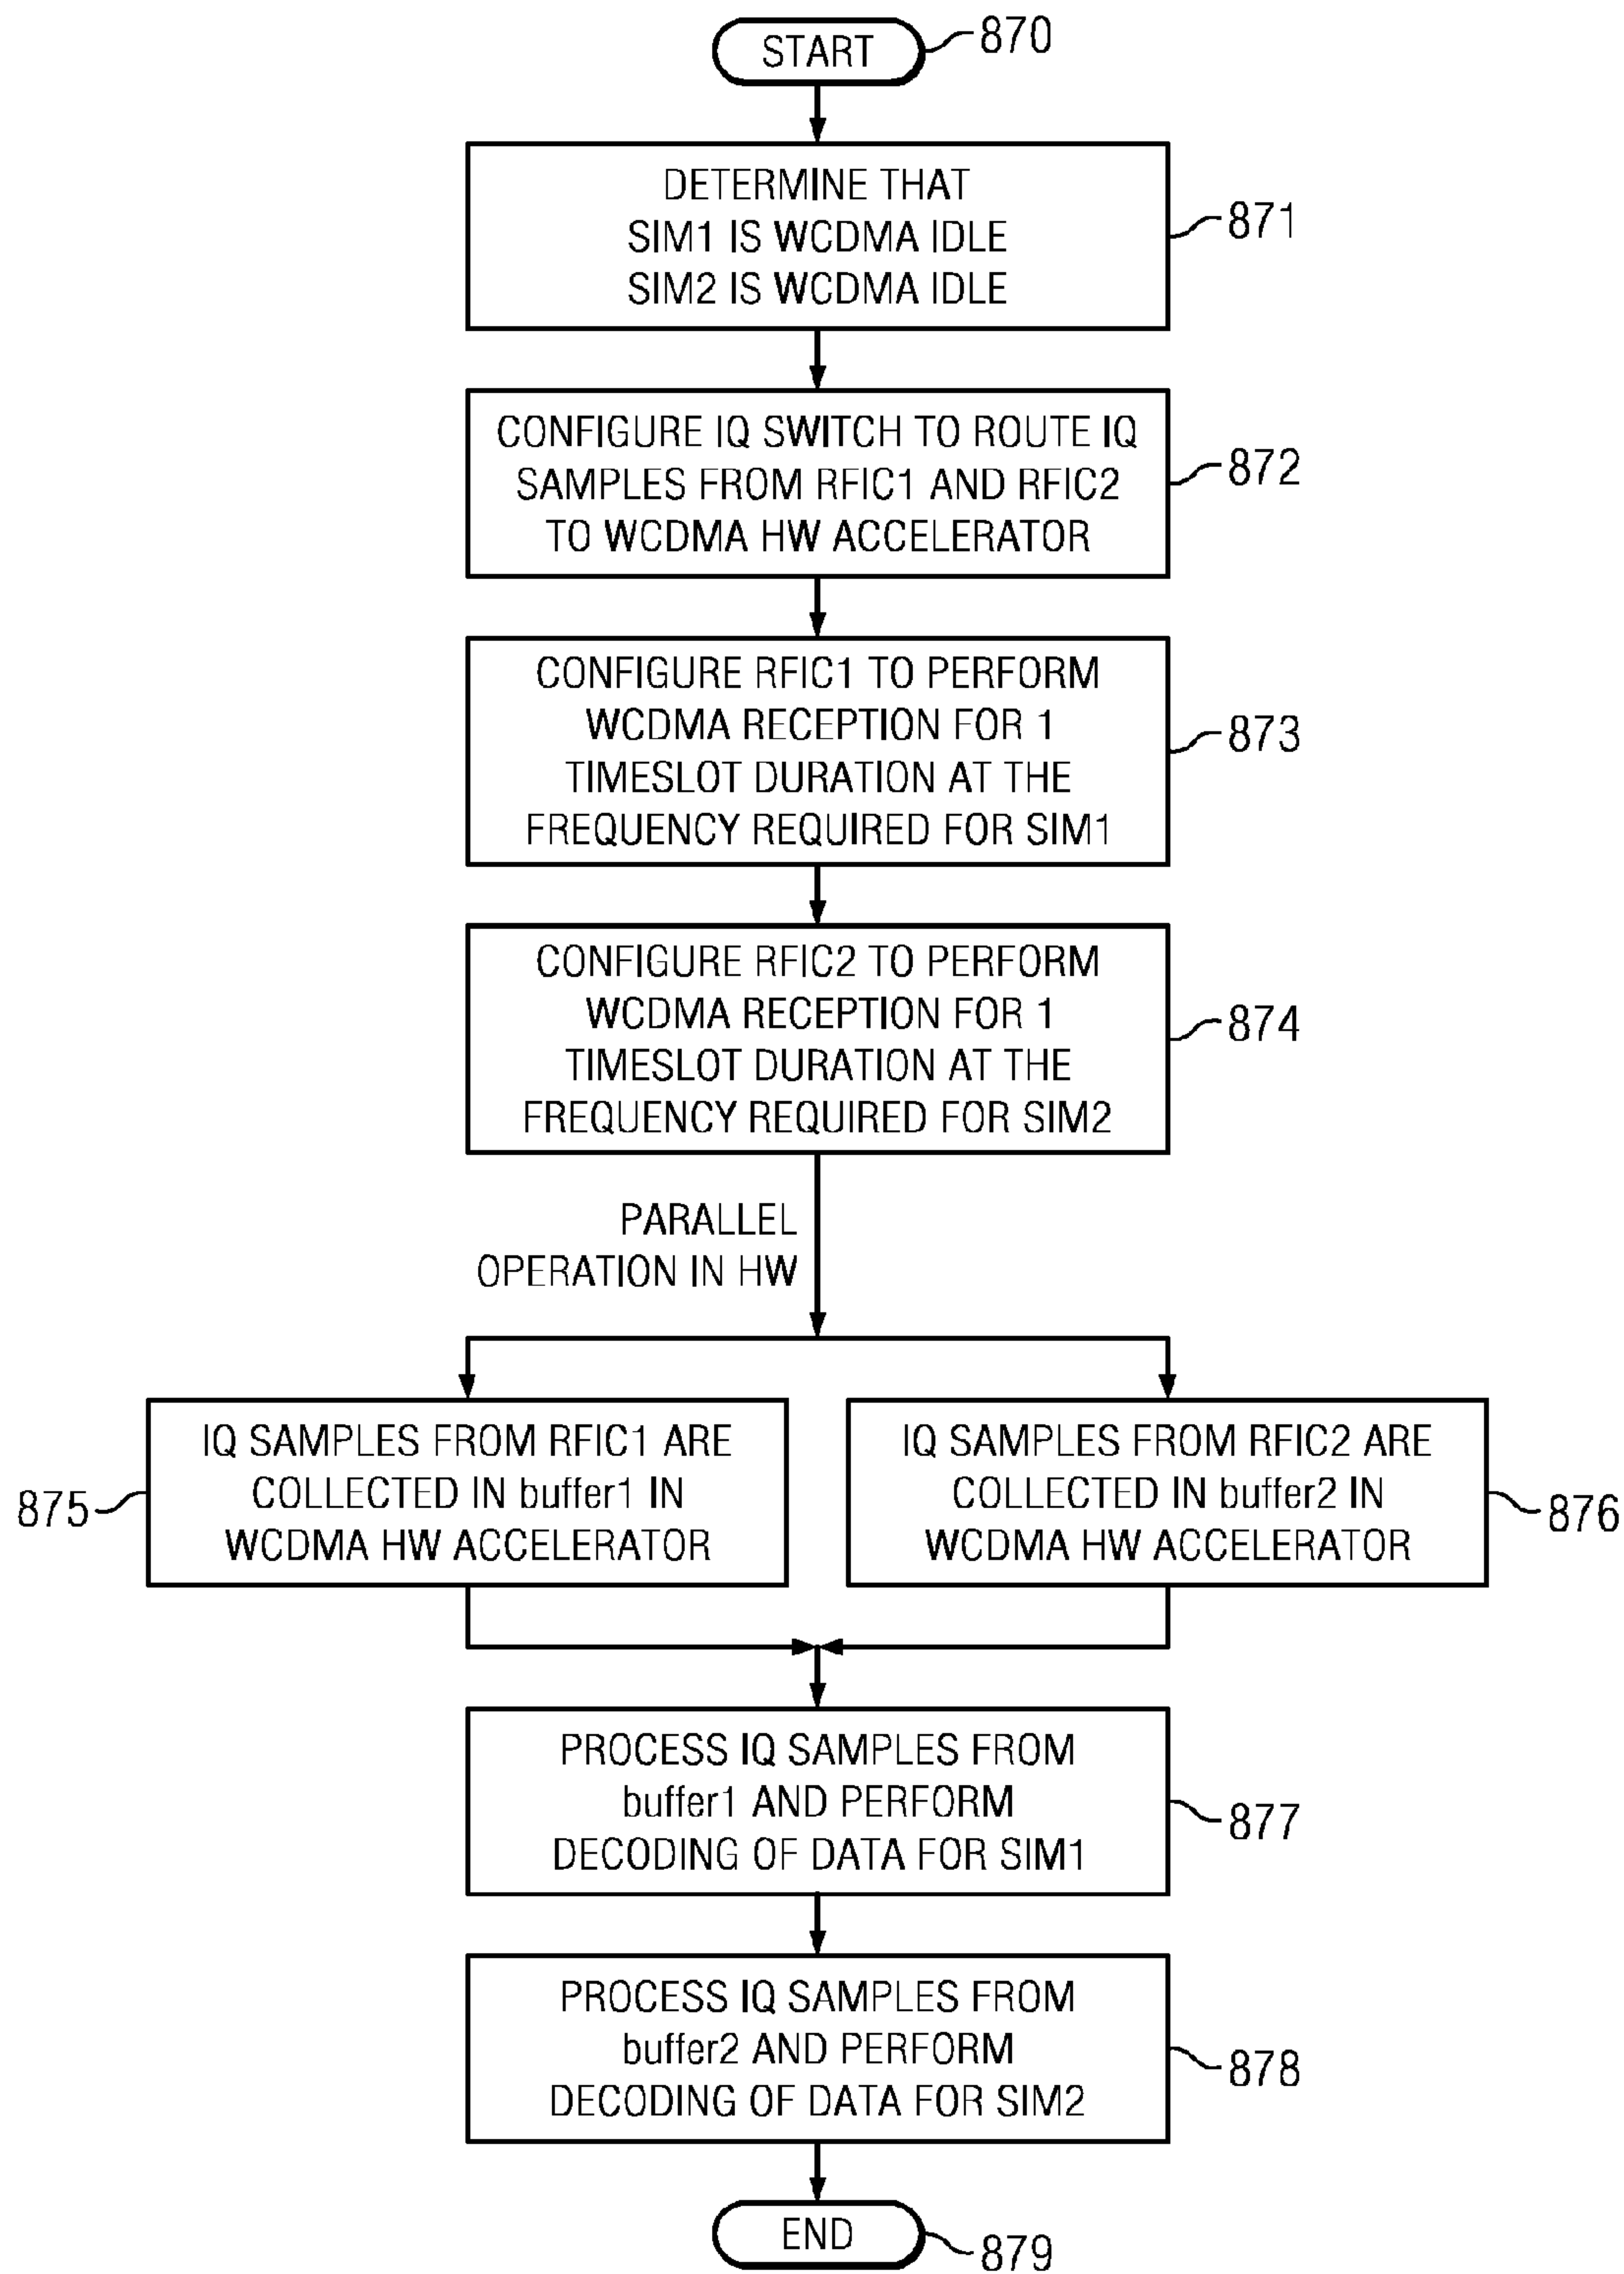 START
870
DETERMINE THAT
SIM1 IS WCDMA IDLE
SIM2 IS WCDMA IDLE
871
CONFIGURE IQ SWITCH TO ROUTE IQ
SAMPLES FROM RFIC1 AND RFIC2
TO WCDMA HW ACCELERATOR
872
CONFIGURE RFIC1 TO PERFORM
WCDMA RECEPTION FOR 1
TIMESLOT DURATION AT THE
FREQUENCY REQUIRED FOR SIM1
873
CONFIGURE RFIC2 TO PERFORM
WCDMA RECEPTION FOR 1
TIMESLOT DURATION AT THE
FREQUENCY REQUIRED FOR SIM2
874
PARALLEL
OPERATION IN HW
IQ SAMPLES FROM RFIC1 ARE
COLLECTED IN buffer1 IN
WCDMA HW ACCELERATOR
875
IQ SAMPLES FROM RFIC2 ARE
COLLECTED IN buffer2 IN
WCDMA HW ACCELERATOR
876
PROCESS IQ SAMPLES FROM
buffer1 AND PERFORM
DECODING OF DATA FOR SIM1
877
PROCESS IQ SAMPLES FROM
buffer2 AND PERFORM
DECODING OF DATA FOR SIM2
878
END
879